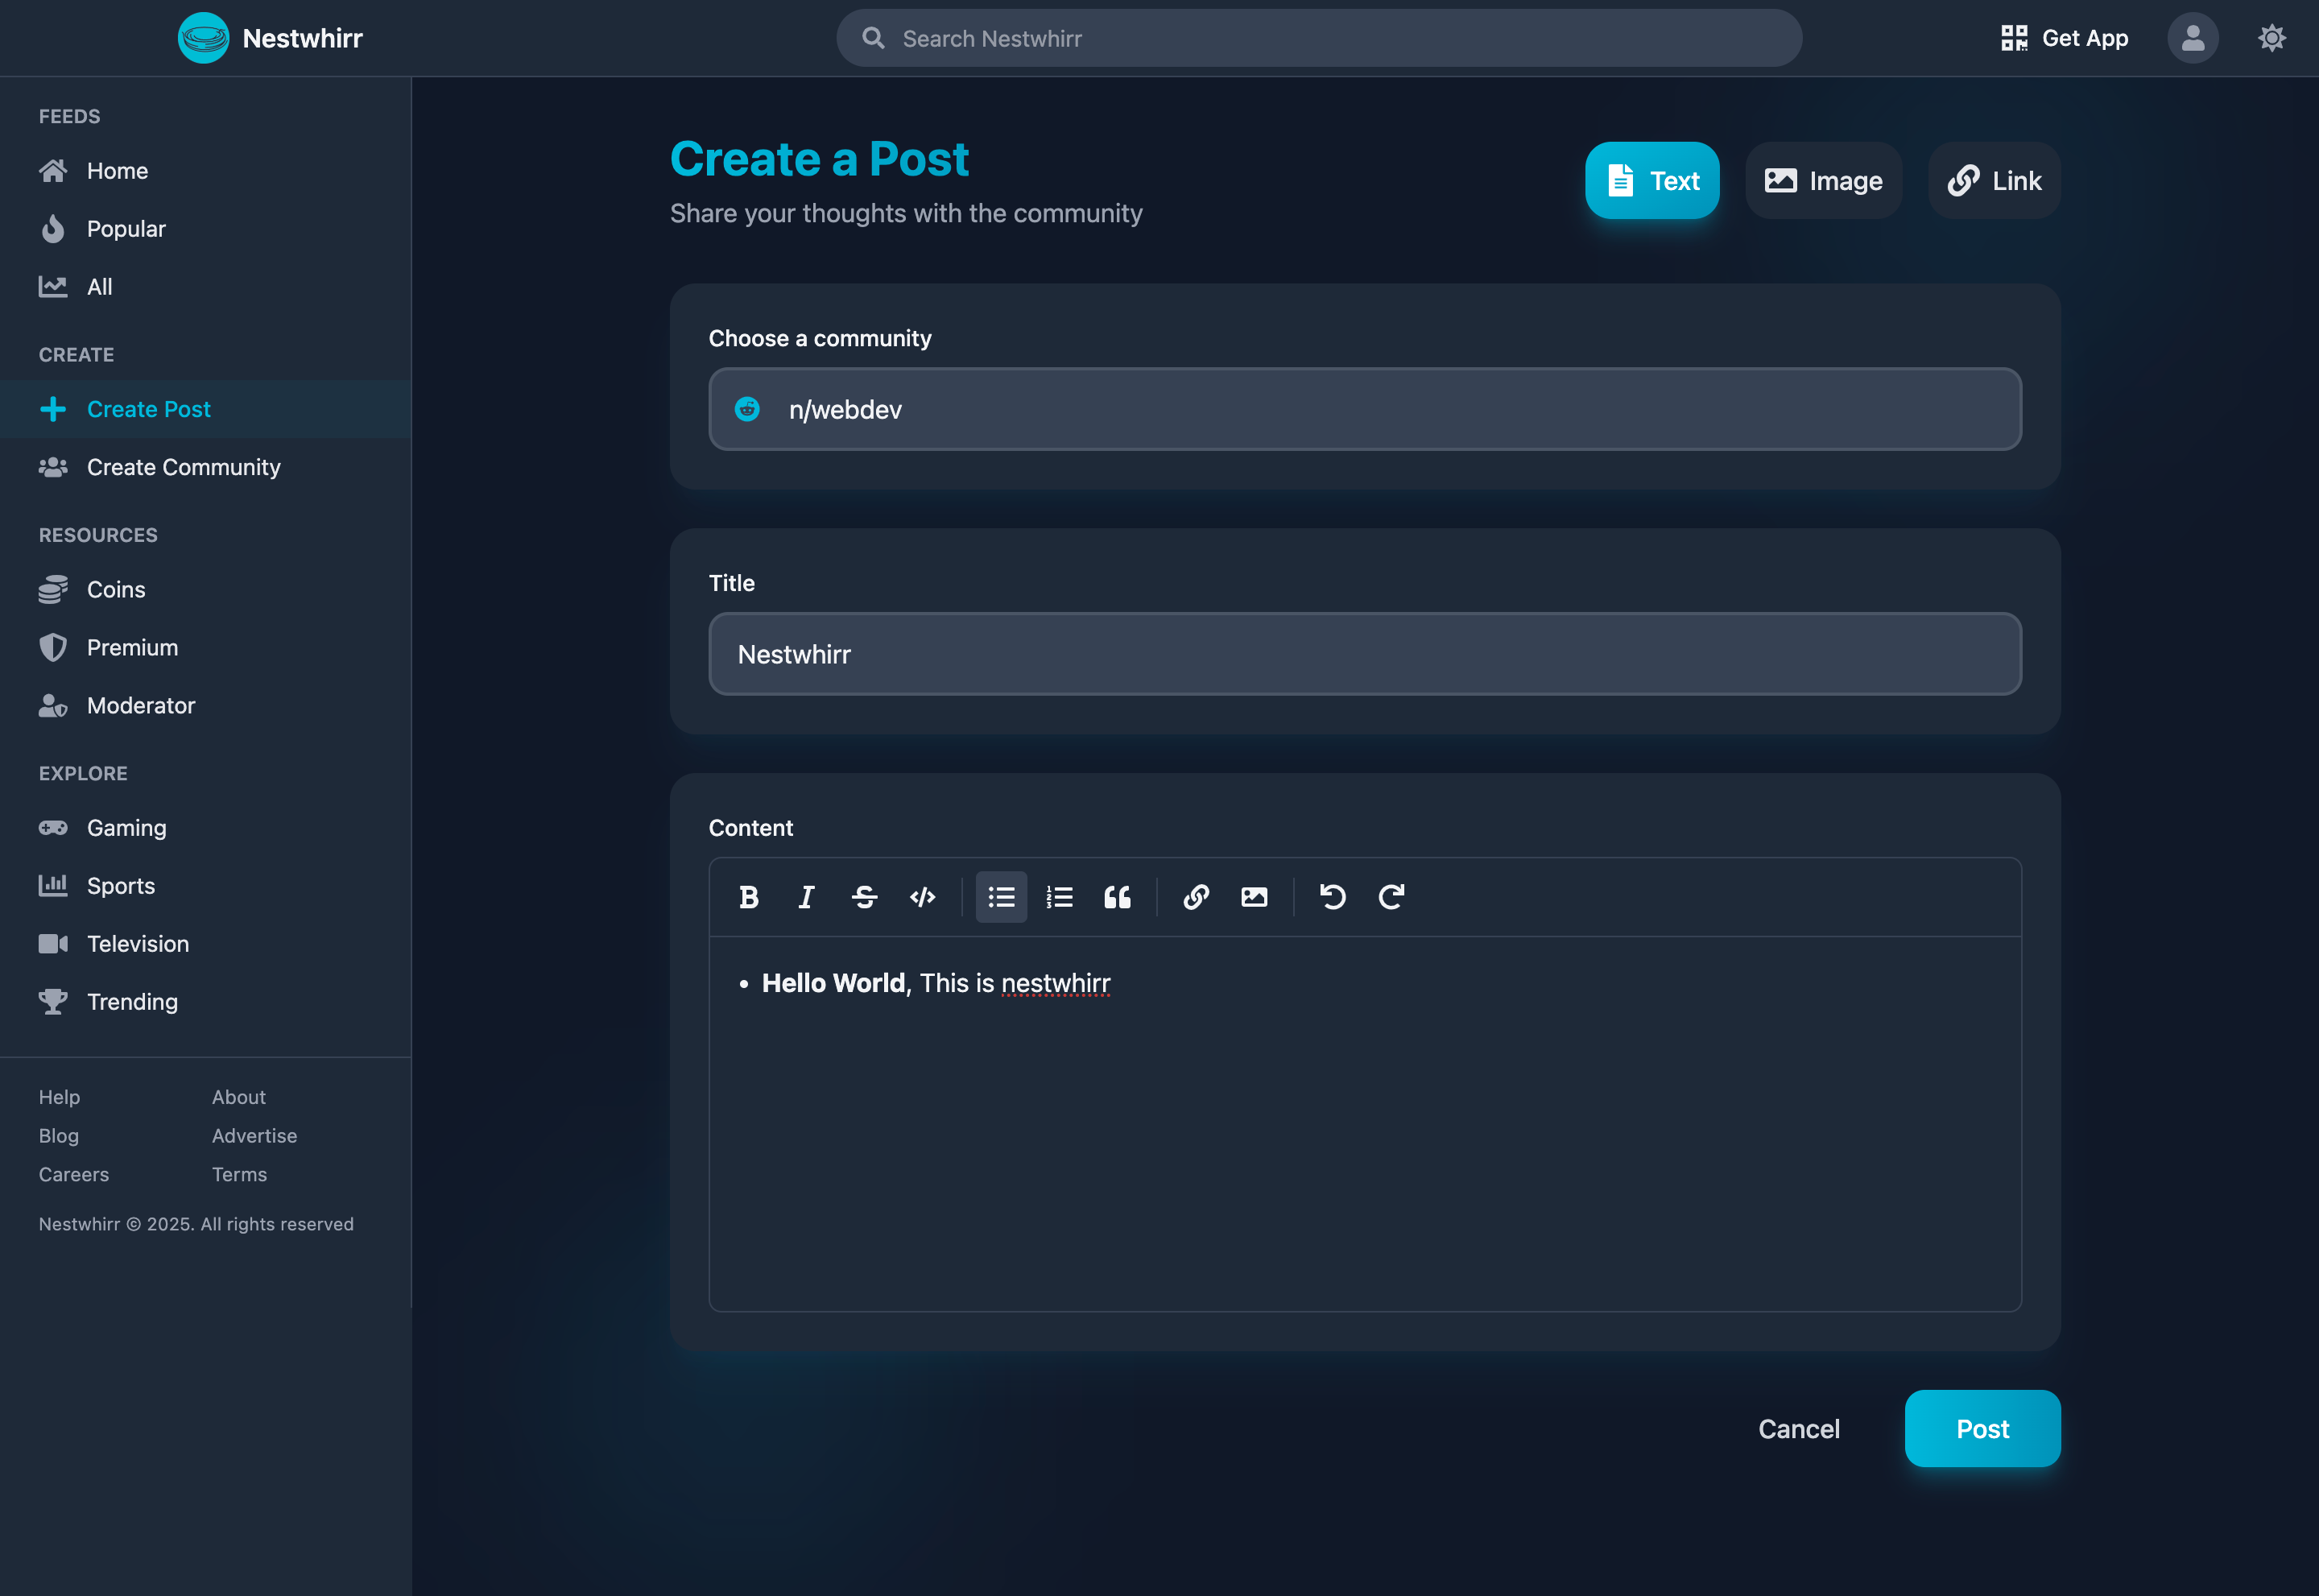 Nestwhirr
Search Nestwhirr
Get App
FEEDS
Home
Popular
All
CREATE
Create Post
Create Community
RESOURCES
Coins
Premium
Moderator
EXPLORE
Gaming
Sports
Television
Trending
Help About
Blog Advertise
Careers Terms
Nestwhirr © 2025. All rights reserved
Create a Post
Share your thoughts with the community
Text Image Link
Choose a community
n/webdev
Title
Nestwhirr
Content
• Hello World, This is nestwhirr
Cancel Post